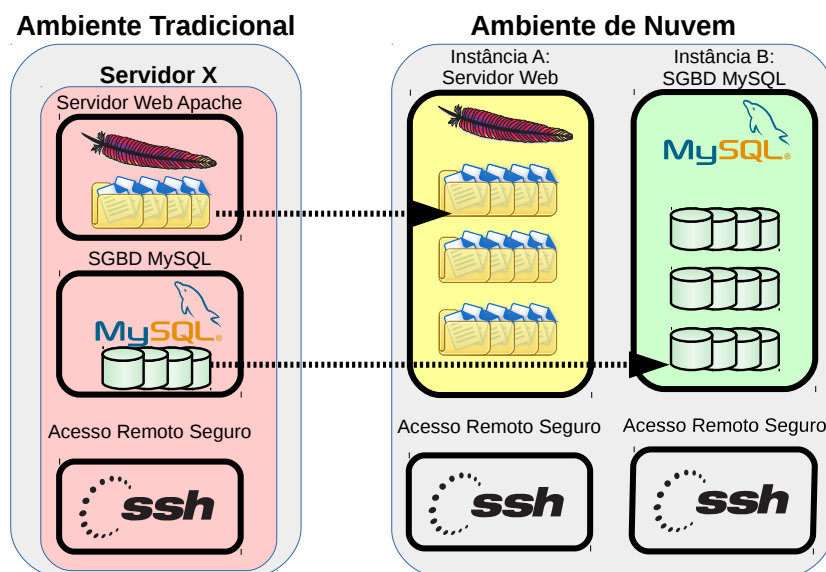 Ambiente Tradicional
Servidor X
Servidor Web Apache
SGBD MySQL
MySQL®
Acesso Remoto Seguro
ssh
Ambiente de Nuvem
Instância A:
Servidor Web
Acesso Remoto Seguro
ssh
Instância B:
SGBD MySQL
MySQL®
Acesso Remoto Seguro
ssh